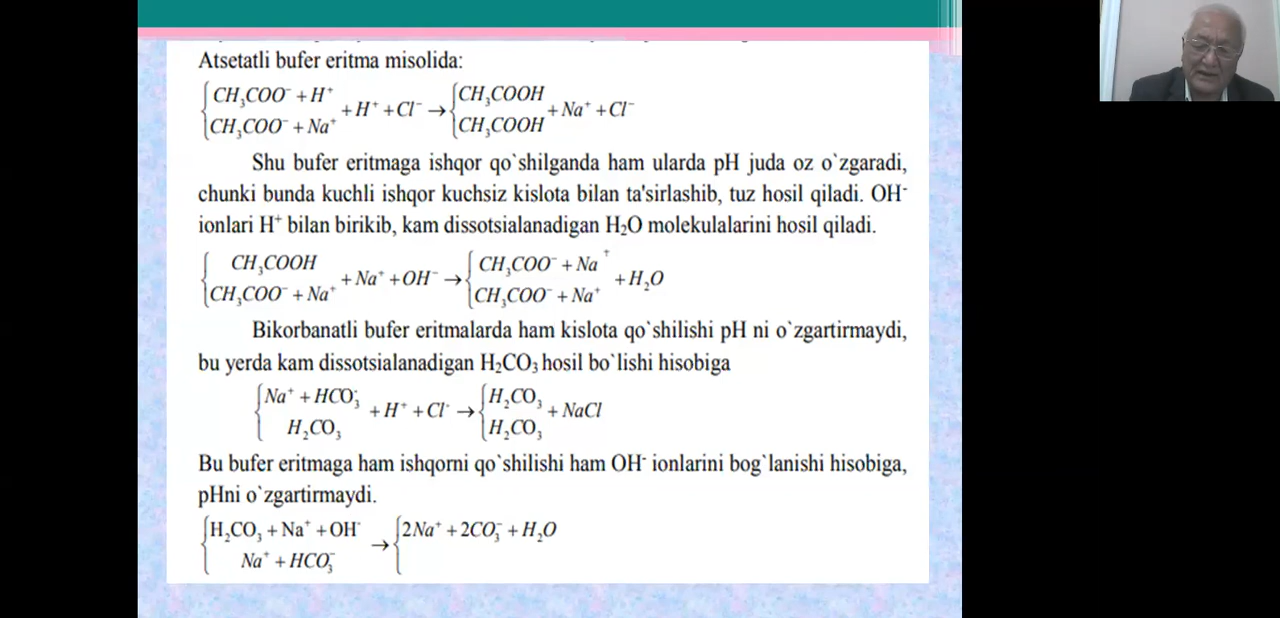 Atsetatli bufer eritma misolida:
{CH₃COO⁻ + H⁺
CH₃COO⁻ + Na⁺ + H⁺ + Cl⁻ → {CH₃COOH
CH₃COOH + Na⁺ + Cl⁻
Shu bufer eritmaga ishqor qo`shilganda ham ularda pH juda oz o`zgaradi,
chunki bunda kuchli ishqor kuchsiz kislota bilan ta'sirlashib, tuz hosil qiladi. OH⁻
ionlari H⁺ bilan birikib, kam dissotsialanadigan H₂O molekulalarini hosil qiladi.
{CH₃COOH
CH₃COO⁻ + Na⁺ + Na⁺ + OH⁻ → {CH₃COO⁻ + Na⁺
CH₃COO⁻ + Na⁺ + H₂O
Bikorbanatli bufer eritmalarda ham kislota qo`shilishi pH ni o`zgartirmaydi,
bu yerda kam dissotsialanadigan H₂CO₃ hosil bo`lishi hisobiga
{Na⁺ + HCO₃⁻
H₂CO₃ + H⁺ + Cl⁻ → {H₂CO₃
H₂CO₃ + NaCl
Bu bufer eritmaga ham ishqorni qo`shilishi ham OH⁻ ionlarini bog`lanishi hisobiga,
pHni o`zgartirmaydi.
{H₂CO₃ + Na⁺ + OH⁻
Na⁺ + HCO₃⁻ → {2Na⁺ + 2CO₃⁻ + H₂O